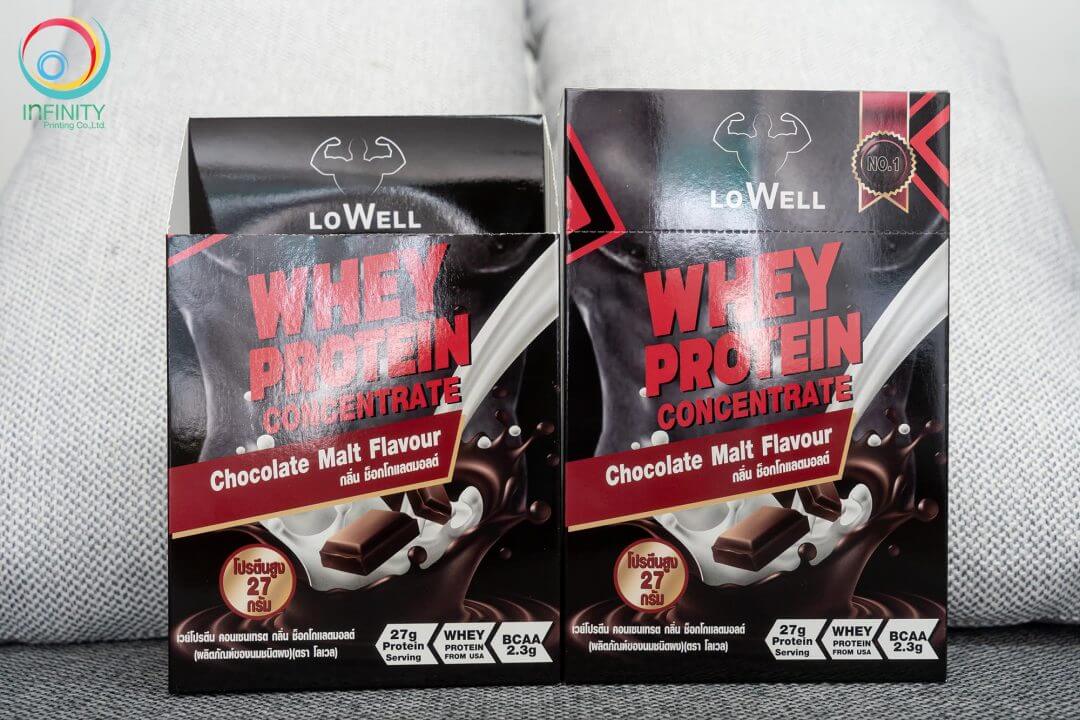 INFINITY
Printing Co.,Ltd.
LOWELL
WHEY
PROTEIN
CONCENTRATE
Chocolate Malt Flavour
กลิ่น ช็อกโกแลตมอลต์
โปรตีนสูง
27
กรัม
เวย์โปรตีน คอนเซนเทรต กลิ่น ช็อกโกแลตมอลต์
(ผลิตภัณฑ์ของนมชนิดผง)(ตรา โลเวล)
27g
Protein
Serving
WHEY
PROTEIN
FROM USA
BCAA
2.3g
LOWELL
NO.1
WHEY
PROTEIN
CONCENTRATE
Chocolate Malt Flavour
กลิ่น ช็อกโกแลตมอลต์
โปรตีนสูง
27
กรัม
เวย์โปรตีน คอนเซนเทรต กลิ่น ช็อกโกแลตมอลต์
(ผลิตภัณฑ์ของนมชนิดผง)(ตรา โลเวล)
27g
Protein
Serving
WHEY
PROTEIN
FROM USA
BCAA
2.3g